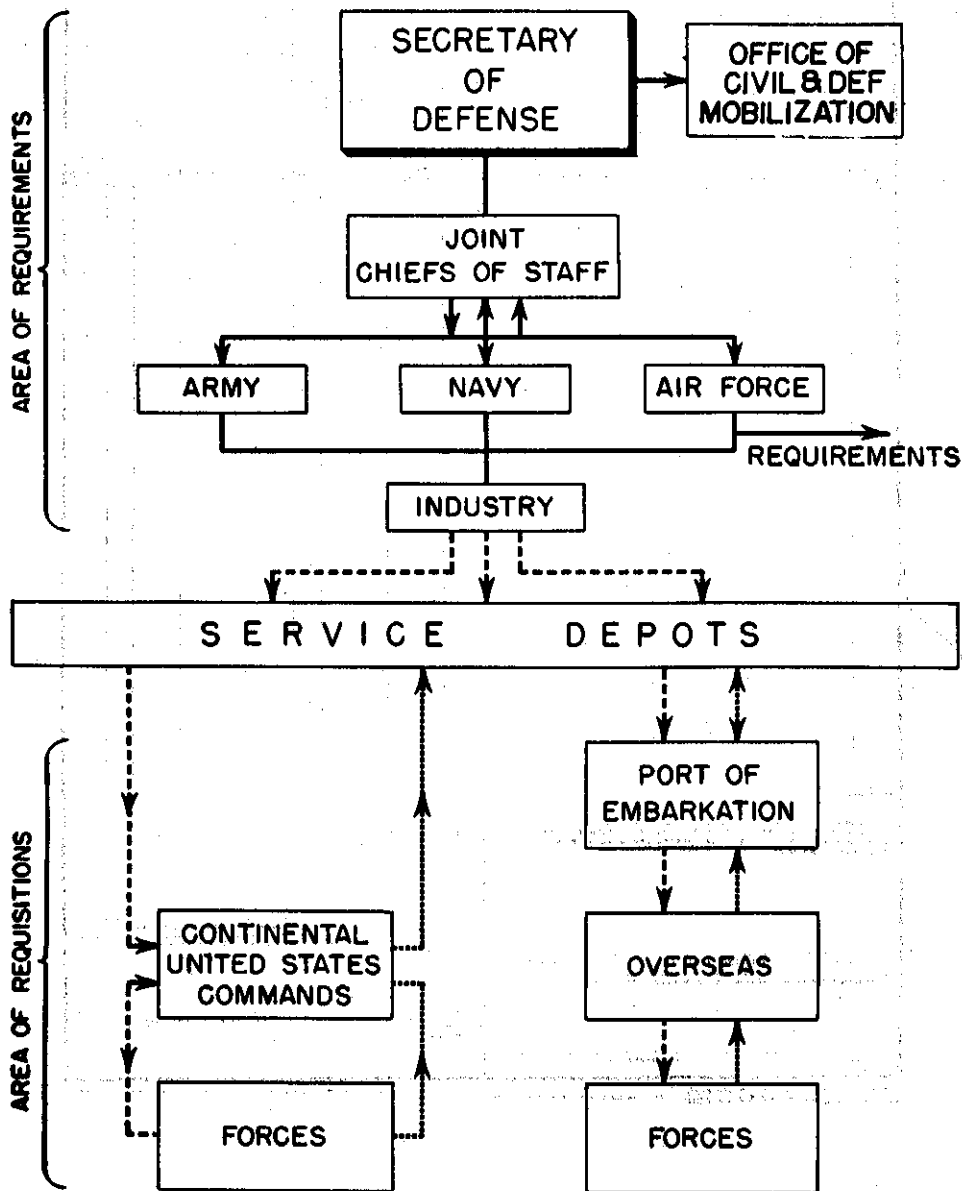 AREA OF REQUIREMENTS
SECRETARY
OF
DEFENSE
OFFICE OF
CIVIL & DEF
MOBILIZATION
JOINT
CHIEFS OF STAFF
ARMY
NAVY
AIR FORCE
REQUIREMENTS
INDUSTRY
SERVICE DEPOTS
AREA OF REQUISITIONS
PORT OF
EMBARKATION
CONTINENTAL
UNITED STATES
COMMANDS
OVERSEAS
FORCES
FORCES